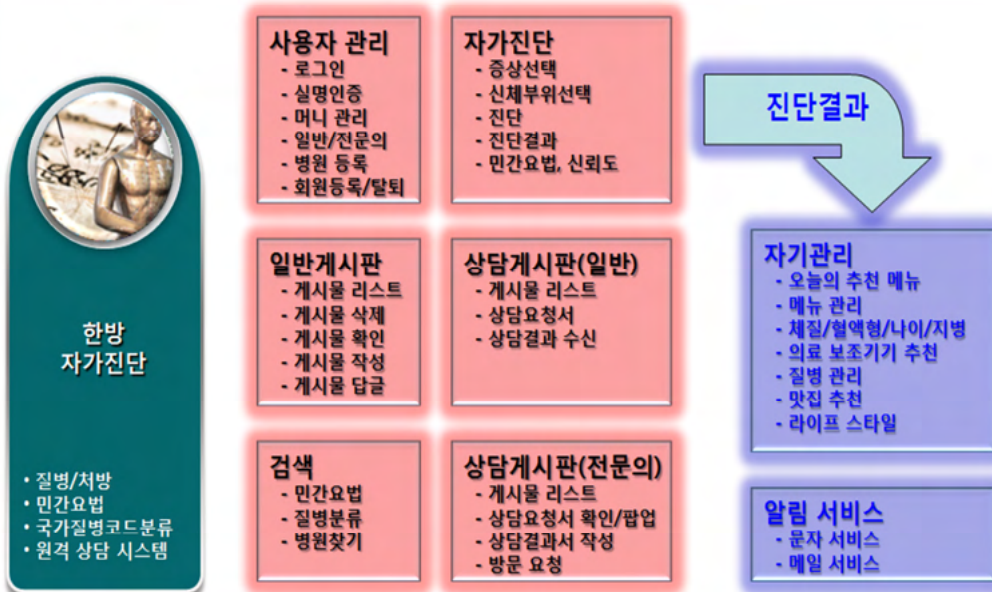 한방
자가진단
• 질병/처방
• 민간요법
• 국가질병코드분류
• 원격 상담 시스템
사용자 관리
- 로그인
- 실명인증
- 머니 관리
- 일반/전문의
- 병원 등록
- 회원등록/탈퇴
자가진단
- 증상선택
- 신체부위선택
- 진단
- 진단결과
- 민간요법, 신뢰도
일반게시판
- 게시물 리스트
- 게시물 삭제
- 게시물 확인
- 게시물 작성
- 게시물 답글
상담게시판(일반)
- 게시물 리스트
- 상담요청서
- 상담결과 수신
검색
- 민간요법
- 질병분류
- 병원찾기
상담게시판(전문의)
- 게시물 리스트
- 상담요청서 확인/팝업
- 상담결과서 작성
- 방문 요청
진단결과
자기관리
- 오늘의 추천 메뉴
- 메뉴 관리
- 체질/혈액형/나이/지병
- 의료 보조기기 추천
- 질병 관리
- 맛집 추천
- 라이프 스타일
알림 서비스
- 문자 서비스
- 메일 서비스